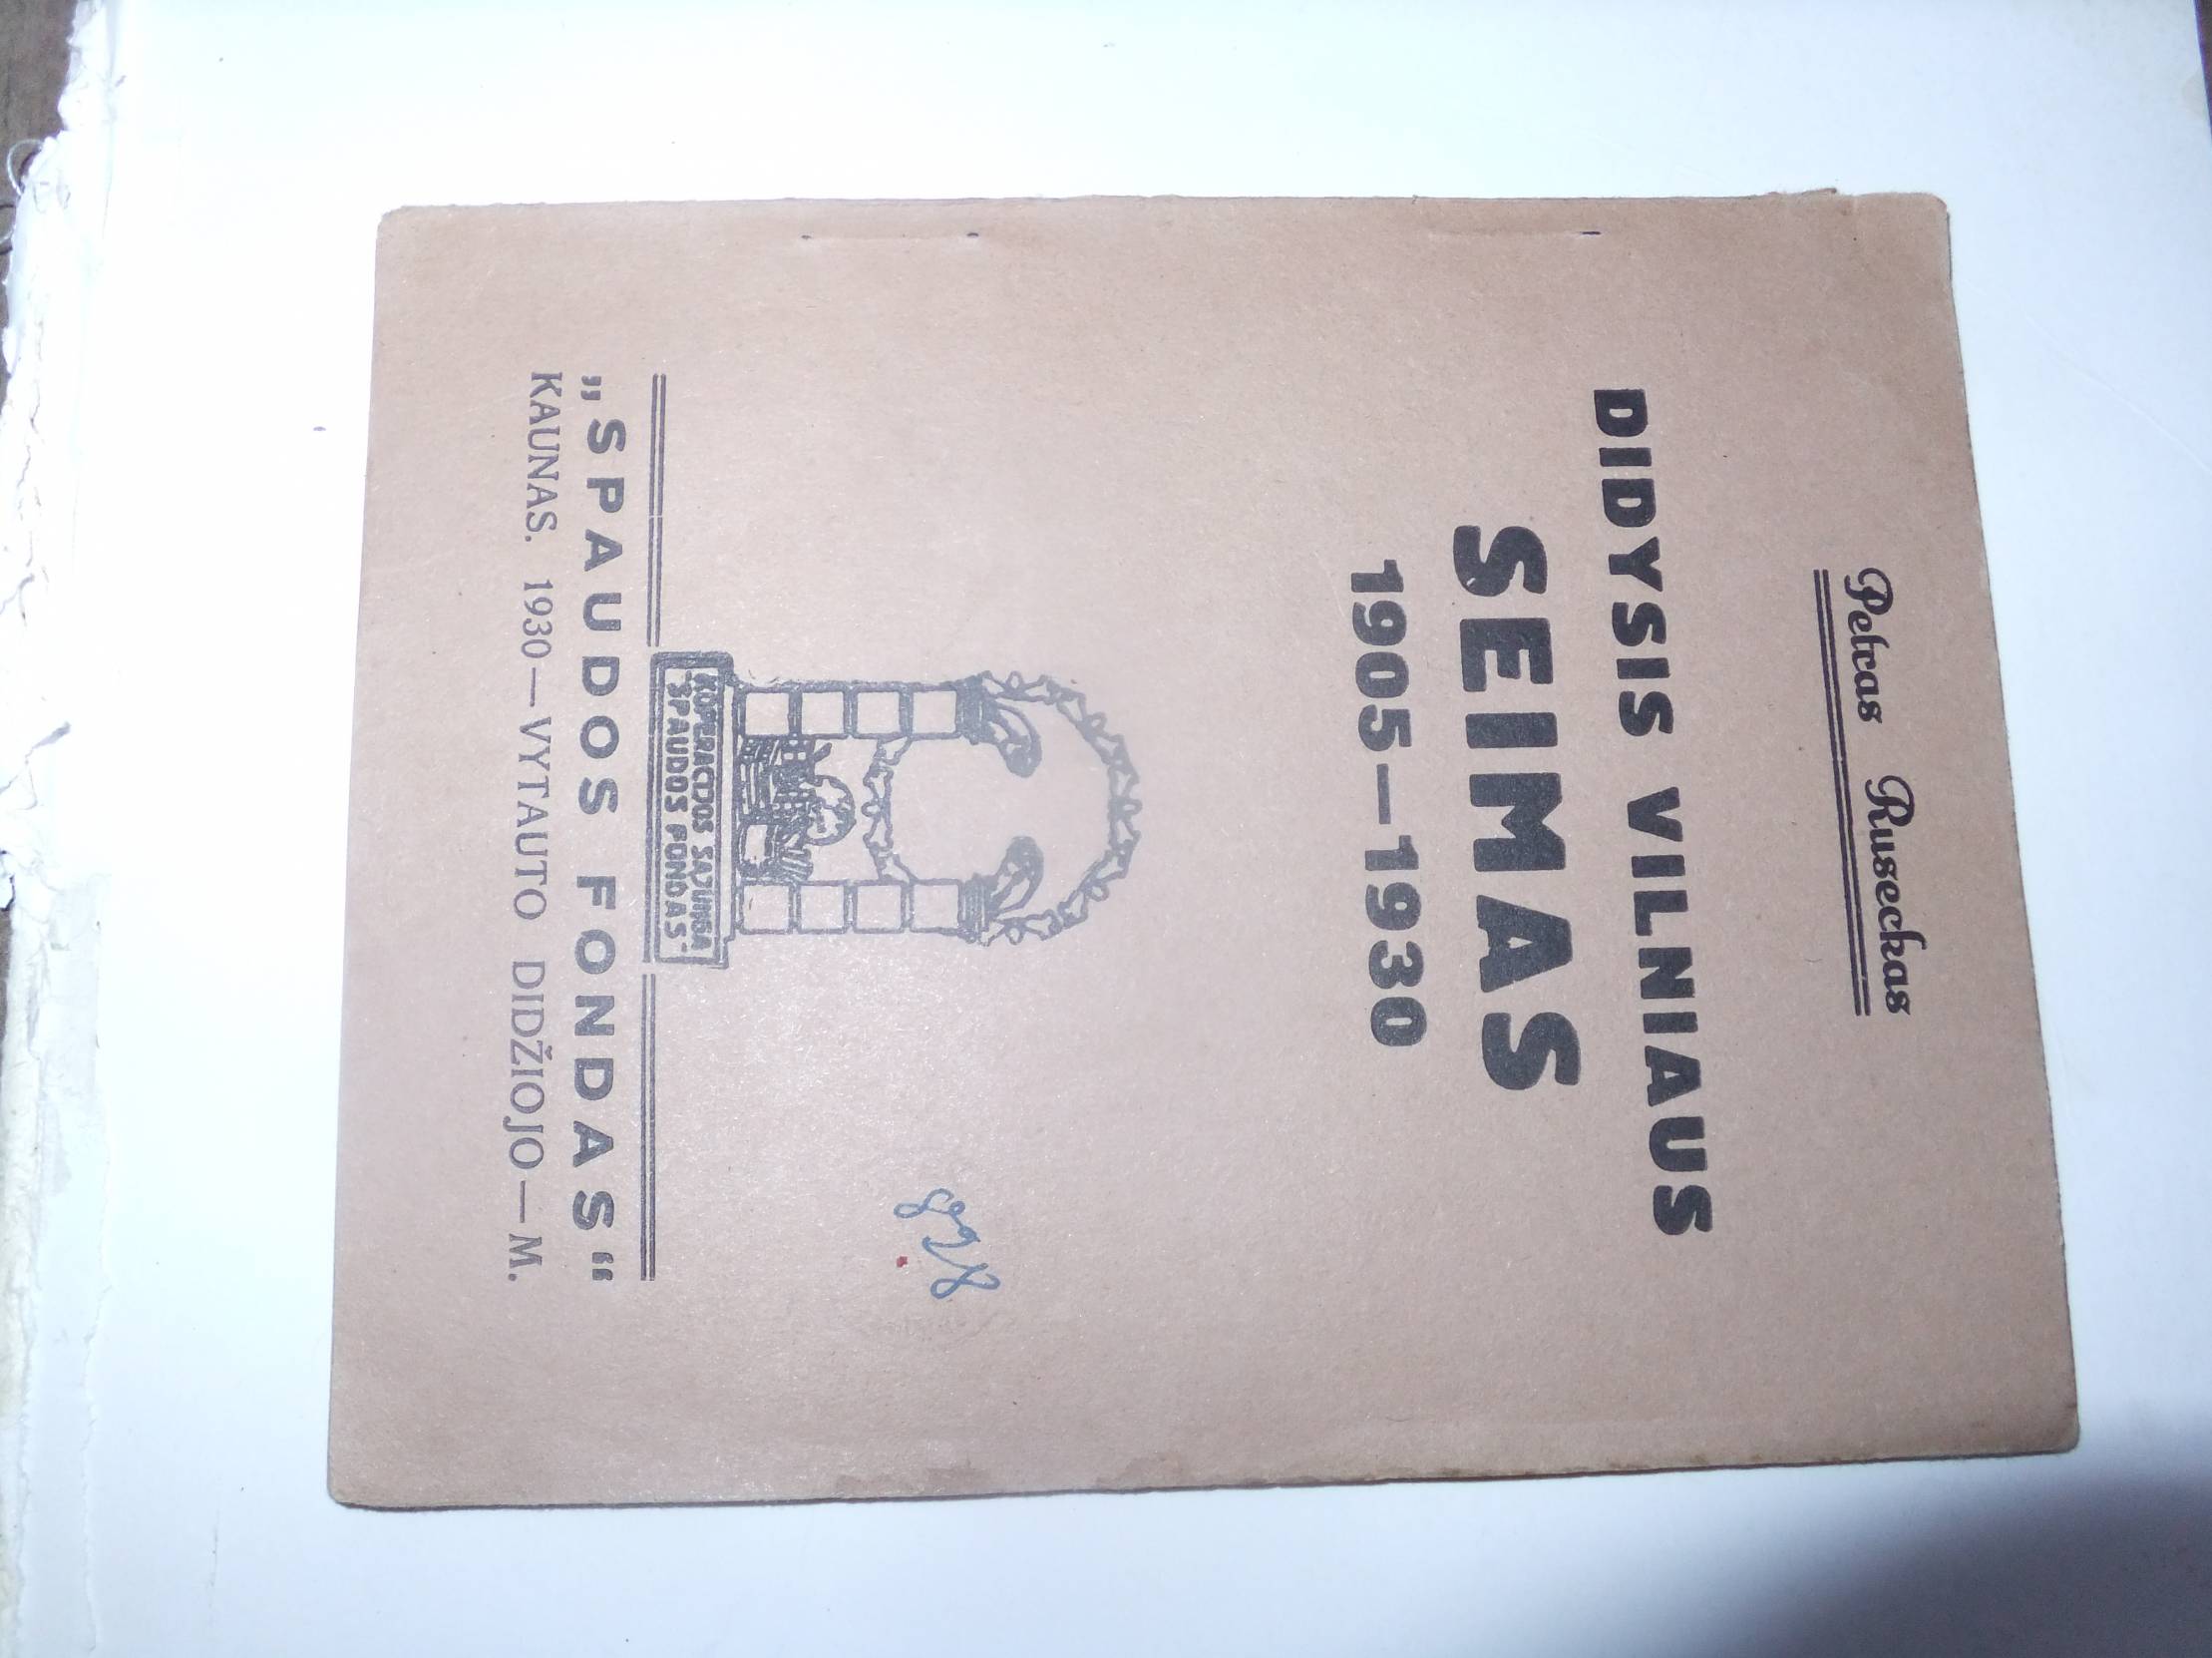 Petras Ruseckas
DIDYSIS VILNIAUS
SEIMAS
1905—1930
KOPERACIJOS SĄJUNGA
"SPAUDOS FONDAS"
„SPAUDOS FONDAS“
KAUNAS. 1930—VYTAUTO DIDŽIOJO—M.